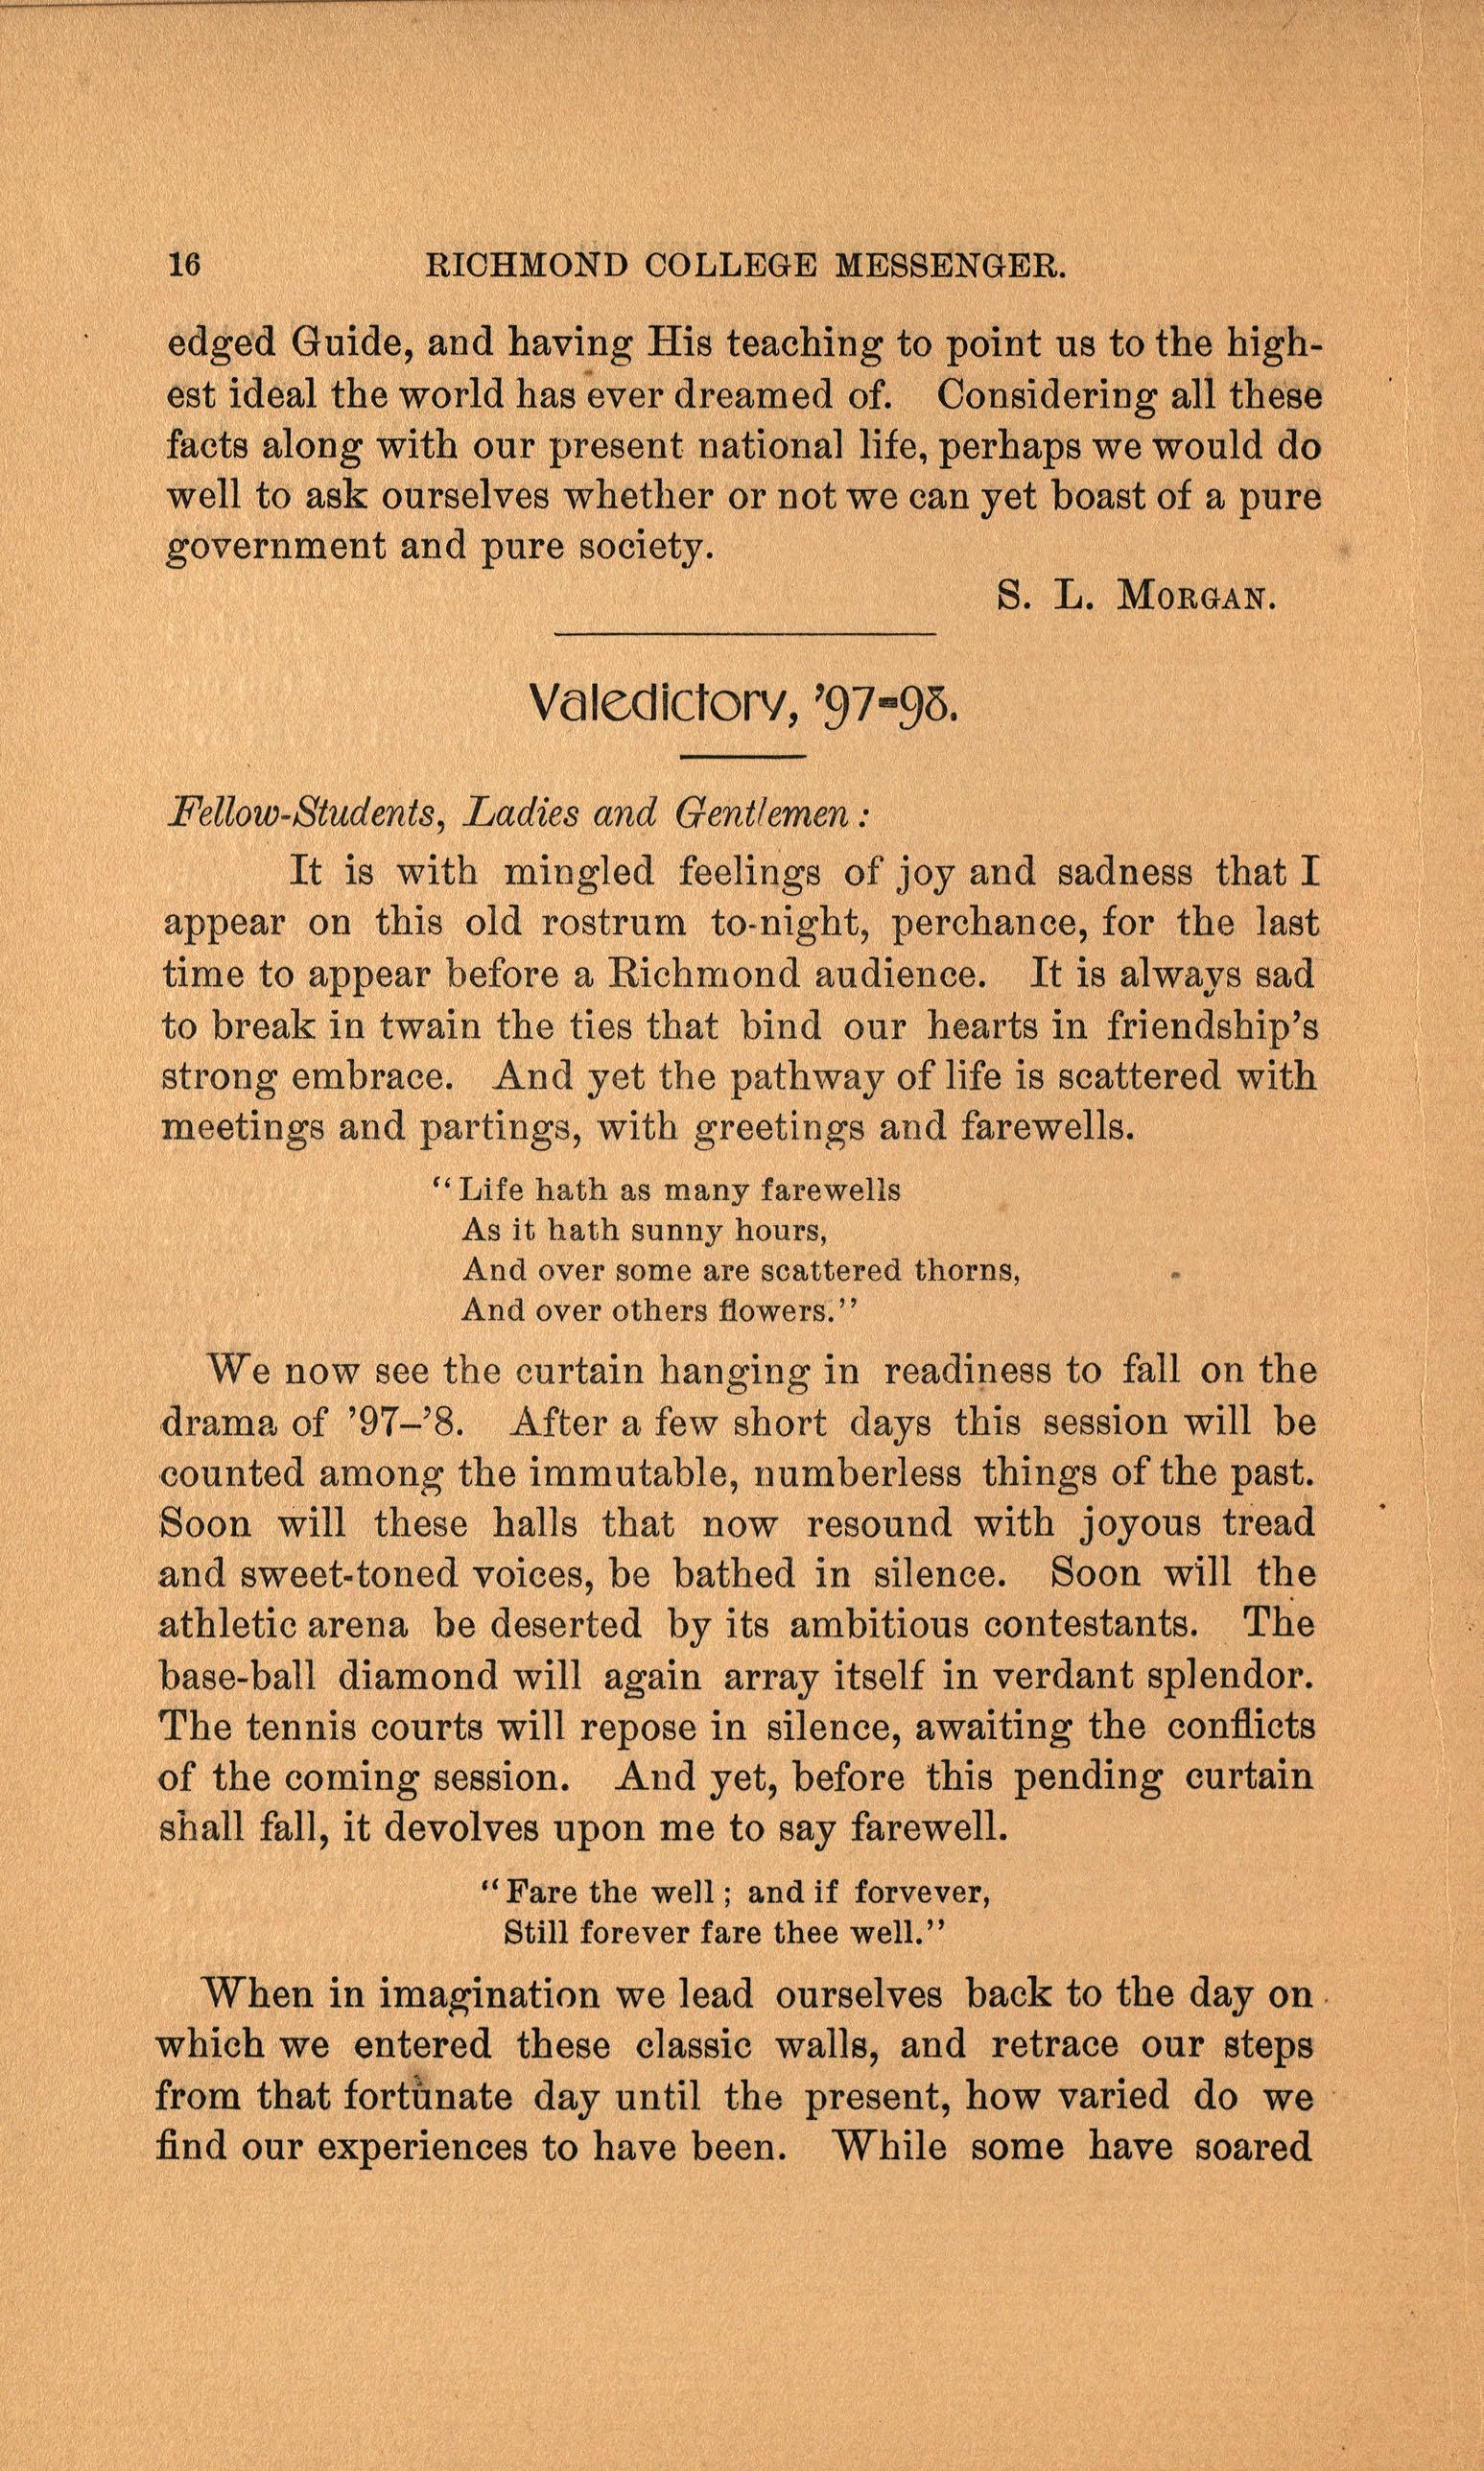 16 RICHMOND COLLEGE MESSENGER.
edged Guide, and having His teaching to point us to the high-
est ideal the world has ever dreamed of. Considering all these
facts along with our present national life, perhaps we would do
well to ask ourselves whether or not we can yet boast of a pure
government and pure society.
S. L. MORGAN.
Valedictory, '97-98.
Fellow-Students, Ladies and Gentlemen :
It is with mingled feelings of joy and sadness that I
appear on this old rostrum to-night, perchance, for the last
time to appear before a Richmond audience. It is always sad
to break in twain the ties that bind our hearts in friendship's
strong embrace. And yet the pathway of life is scattered with
meetings and partings, with greetings and farewells.
"Life hath as many farewells
As it hath sunny hours,
And over some are scattered thorns,
And over others flowers."
We now see the curtain hanging in readiness to fall on the
drama of '97–'8. After a few short days this session will be
counted among the immutable, numberless things of the past.
Soon will these halls that now resound with joyous tread
and sweet-toned voices, be bathed in silence. Soon will the
athletic arena be deserted by its ambitious contestants. The
base-ball diamond will again array itself in verdant splendor.
The tennis courts will repose in silence, awaiting the conflicts
of the coming session. And yet, before this pending curtain
shall fall, it devolves upon me to say farewell.
"Fare the well ; and if forvever,
Still forever fare thee well."
When in imagination we lead ourselves back to the day on
which we entered these classic walls, and retrace our steps
from that fortunate day until the present, how varied do we
find our experiences to have been. While some have soared